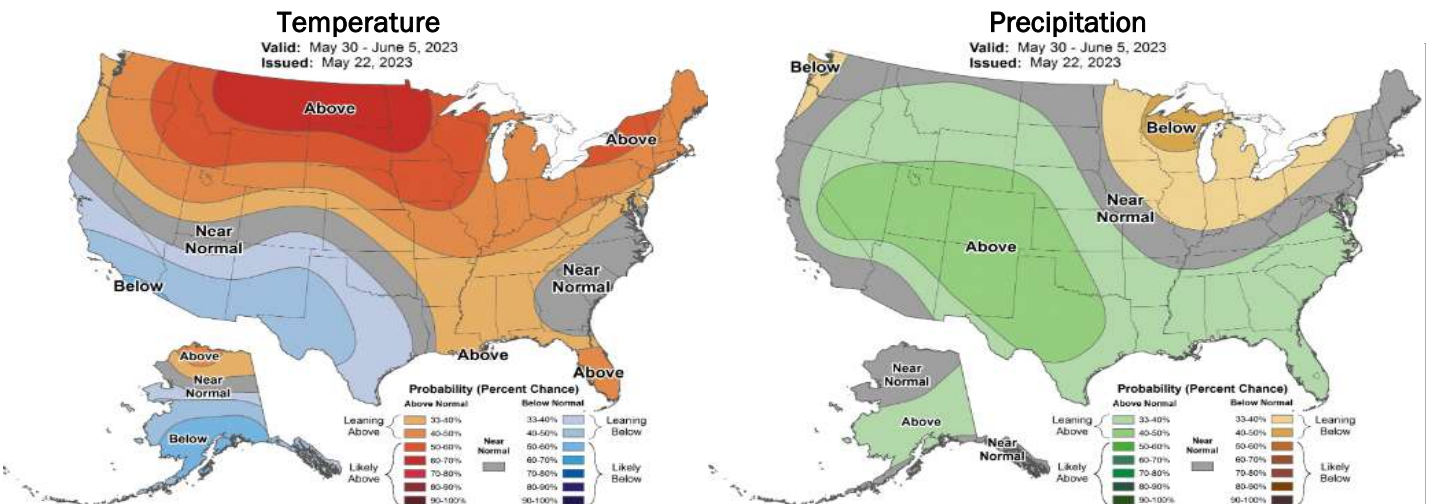 Temperature
Valid: May 30 - June 5, 2023
Issued: May 22, 2023
Above
Above
Near
Normal
Below
Near
Normal
Above
Above
Above
Near
Normal
Below
Probability (Percent Chance)
Above Normal
Below Normal
Leaning
Above
33-40%
40-50%
50-60%
60-70%
70-80%
80-90%
90-100%
Likely
Above
Near
Normal
33-40%
40-50%
50-60%
60-70%
70-80%
80-90%
90-100%
Leaning
Below
Likely
Below
Precipitation
Valid: May 30 - June 5, 2023
Issued: May 22, 2023
Below
Below
Near
Normal
Above
Near
Normal
Above
Near
Normal
Probability (Percent Chance)
Above Normal
Below Normal
Leaning
Above
33-40%
40-50%
50-60%
60-70%
70-80%
80-90%
90-100%
Likely
Above
Near
Normal
33-40%
40-50%
50-60%
60-70%
70-80%
80-90%
90-100%
Leaning
Below
Likely
Below